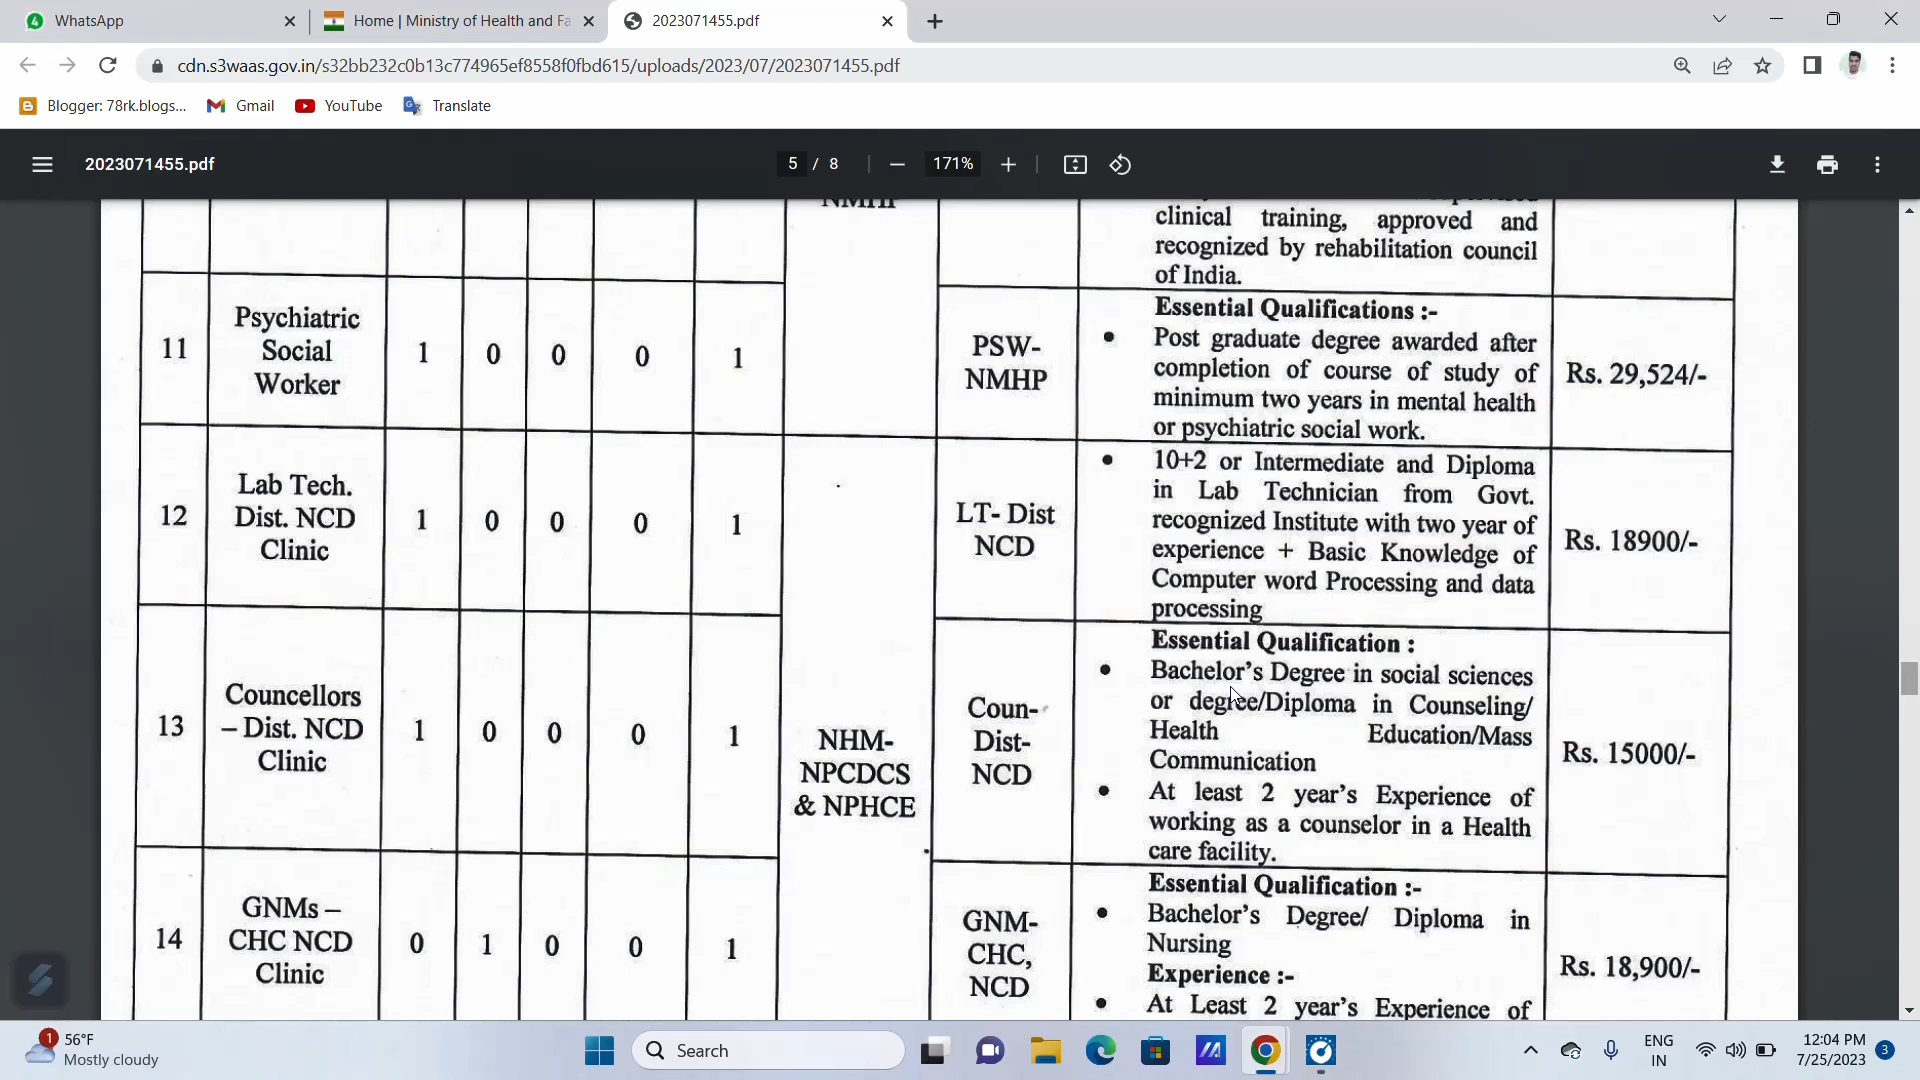 WhatsApp
Home | Ministry of Health and Fa
2023071455.pdf
cdn.s3waas.gov.in/s32bb232c0b13c774965ef8558f0fbd615/uploads/2023/07/2023071455.pdf
Blogger: 78rk.blogs...
Gmail
YouTube
Translate
2023071455.pdf
5 / 8
171%
NMHP
clinical training, approved and
recognized by rehabilitation council
of India.
11
Psychiatric
Social
Worker
1 0 0 0 1
PSW-
NMHP
Essential Qualifications :-
• Post graduate degree awarded after
completion of course of study of
minimum two years in mental health
or psychiatric social work.
Rs. 29,524/-
12
Lab Tech.
Dist. NCD
Clinic
1 0 0 0 1
LT- Dist
NCD
• 10+2 or Intermediate and Diploma
in Lab Technician from Govt.
recognized Institute with two year of
experience + Basic Knowledge of
Computer word Processing and data
processing
Rs. 18900/-
13
Councellors
– Dist. NCD
Clinic
1 0 0 0 1
NHM-
NPCDCS
& NPHCE
Coun-
Dist-
NCD
Essential Qualification :
• Bachelor's Degree in social sciences
or degree/Diploma in Counseling/
Health Education/Mass
Communication
• At least 2 year's Experience of
working as a counselor in a Health
care facility.
Rs. 15000/-
14
GNMs –
CHC NCD
Clinic
0 1 0 0 1
GNM-
CHC,
NCD
Essential Qualification :-
• Bachelor's Degree/ Diploma in
Nursing
Experience :-
• At Least 2 year's Experience of
Rs. 18,900/-
1
56°F
Mostly cloudy
Search
ENG
IN
12:04 PM
7/25/2023
3